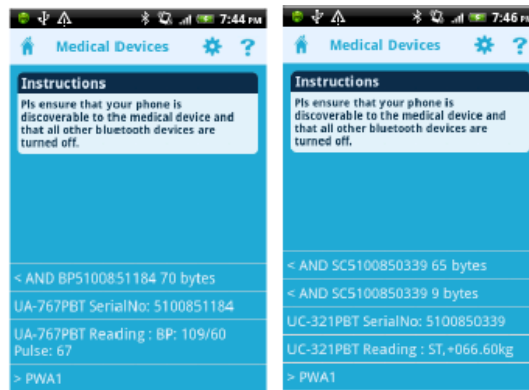 7:44 PM
Medical Devices ?
Instructions
Pls ensure that your phone is
discoverable to the medical device and
that all other bluetooth devices are
turned off.
< AND BP5100851184 70 bytes
UA-767PBT SerialNo: 5100851184
UA-767PBT Reading : BP: 109/60
Pulse: 67
> PWA1
7:46 PM
Medical Devices ?
Instructions
Pls ensure that your phone is
discoverable to the medical device and
that all other bluetooth devices are
turned off.
< AND SC5100850339 65 bytes
< AND SC5100850339 9 bytes
UC-321PBT SerialNo: 5100850339
UC-321PBT Reading : ST,+066.60kg
> PWA1